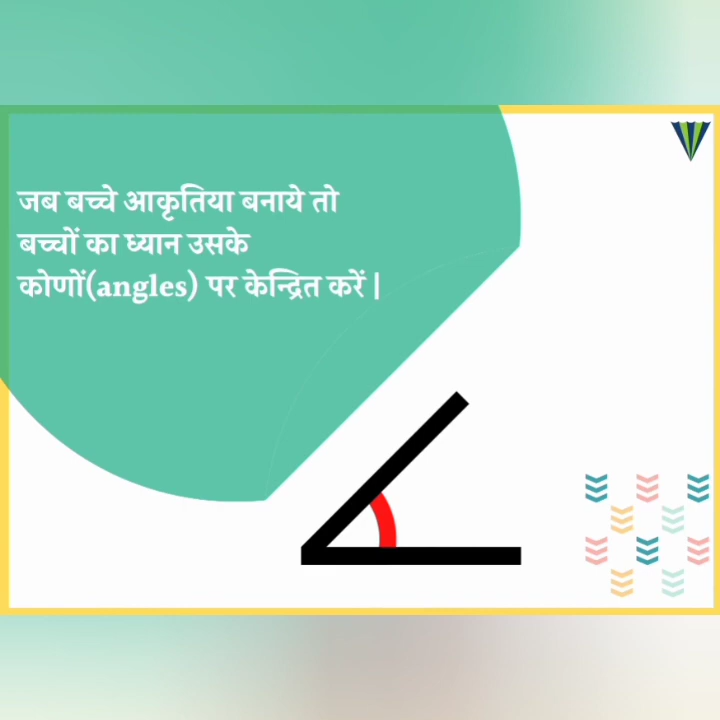 जब बच्चे आकृतिया बनाये तो
बच्चों का ध्यान उसके
कोणों(angles) पर केन्द्रित करें |